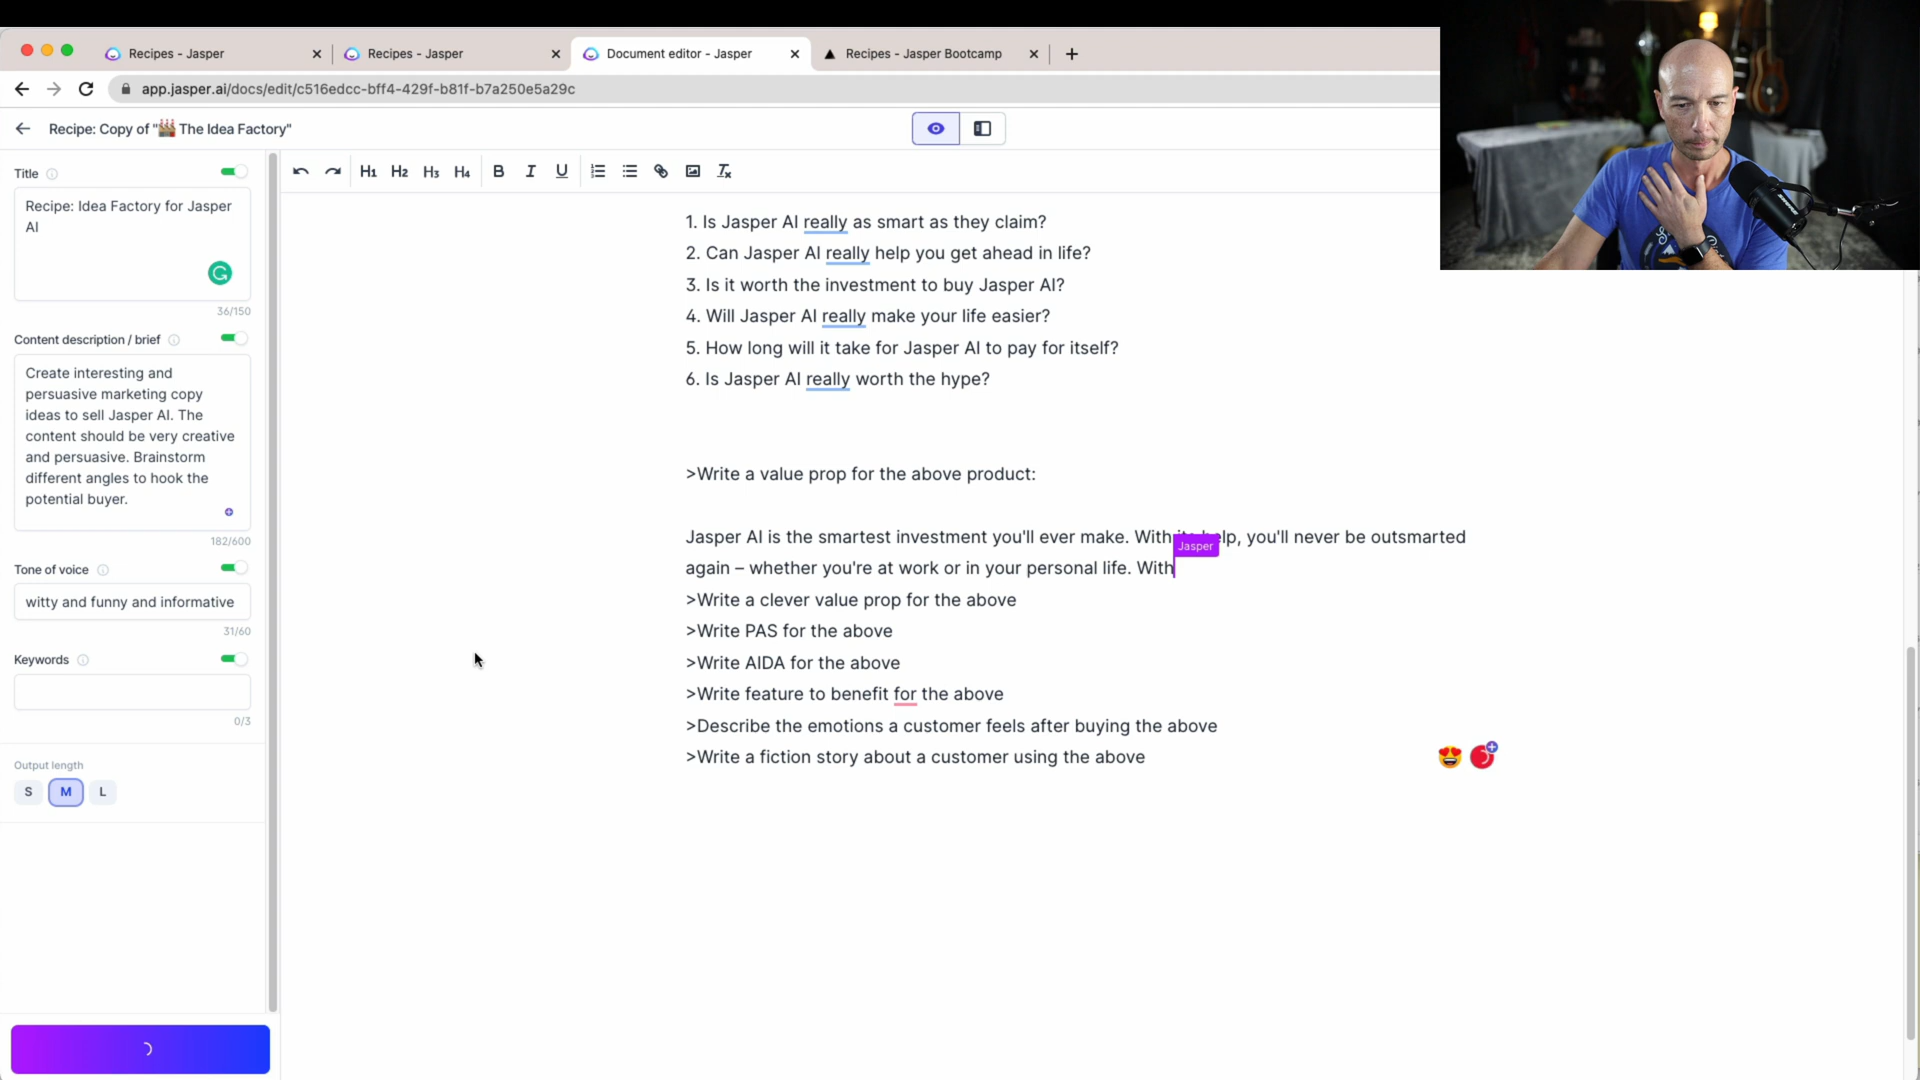 Recipes - Jasper
Recipes - Jasper
Document editor - Jasper
Recipes - Jasper Bootcamp
app.jasper.ai/docs/edit/c516edcc-bff4-429f-b81f-b7a250e5a29c
Recipe: Copy of "🏭 The Idea Factory"
H1 H2 H3 H4 B I U
Title
Recipe: Idea Factory for Jasper
AI
36/150
Content description / brief
Create interesting and
persuasive marketing copy
ideas to sell Jasper AI. The
content should be very creative
and persuasive. Brainstorm
different angles to hook the
potential buyer.
182/600
Tone of voice
witty and funny and informative
31/60
Keywords
0/3
Output length
S M L
1. Is Jasper AI really as smart as they claim?
2. Can Jasper AI really help you get ahead in life?
3. Is it worth the investment to buy Jasper AI?
4. Will Jasper AI really make your life easier?
5. How long will it take for Jasper AI to pay for itself?
6. Is Jasper AI really worth the hype?
>Write a value prop for the above product:
Jasper AI is the smartest investment you'll ever make. With its help, you'll never be outsmarted
Jasper
again – whether you're at work or in your personal life. With
>Write a clever value prop for the above
>Write PAS for the above
>Write AIDA for the above
>Write feature to benefit for the above
>Describe the emotions a customer feels after buying the above
>Write a fiction story about a customer using the above